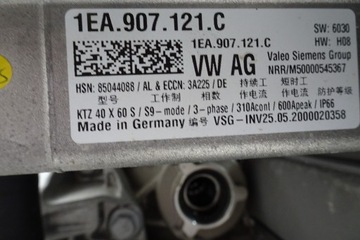 1EA.907.121.C
SW: 6030
1EA.907.121.C
HW: H08
VW AG
Valeo Siemens Group
NRR/M50000545367
HSN: 85044088 / AL & ECCN: 3A225 / DE
持续工 短时工
型号 工作制 相数 作电流 作电流 防护等级
KTZ 40 X 60 S / S9-mode / 3-phase / 310Acont / 600Apeak / IP66
Made in Germany
VSG-INV25.05.2000020358